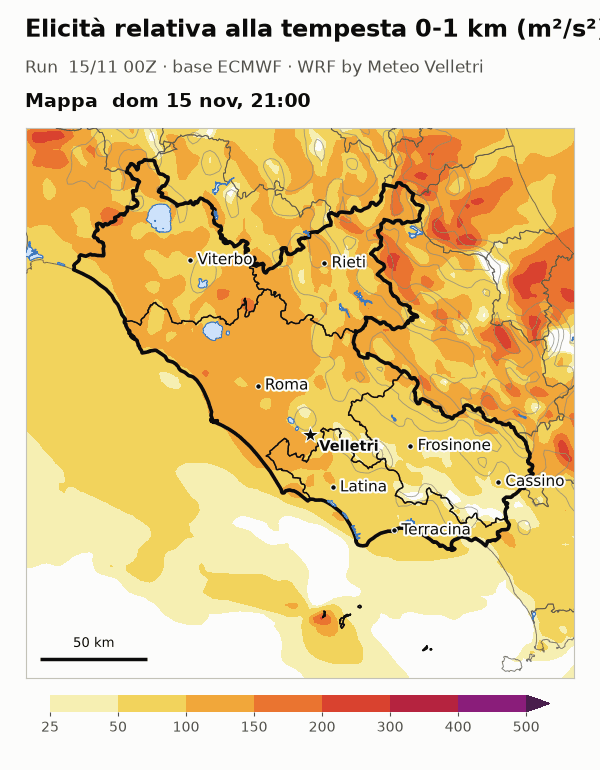 Elicità relativa alla tempesta 0-1 km (m²/s²)
Run  15/11 00Z · base ECMWF · WRF by Meteo Velletri
Mappa  dom 15 nov, 21:00
Viterbo
Rieti
Roma
Velletri
Frosinone
Latina
Cassino
Terracina
50 km
25 50 100 150 200 300 400 500